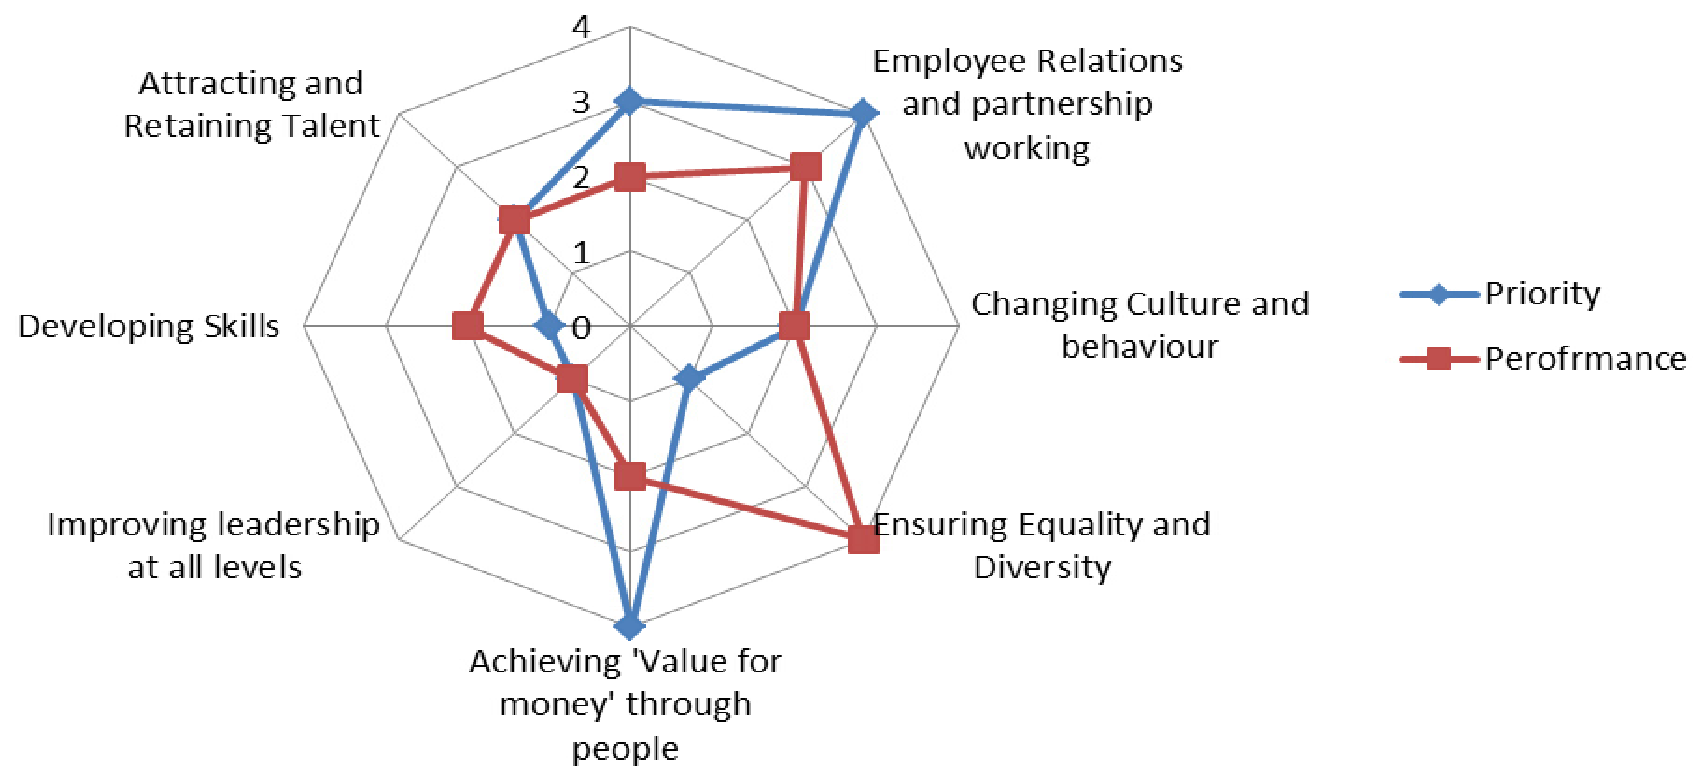 4
3
2
1
0
Employee Relations
and partnership
working
Changing Culture and
behaviour
Ensuring Equality and
Diversity
Achieving 'Value for
money' through
people
Improving leadership
at all levels
Developing Skills
Attracting and
Retaining Talent
Priority
Perofrmance